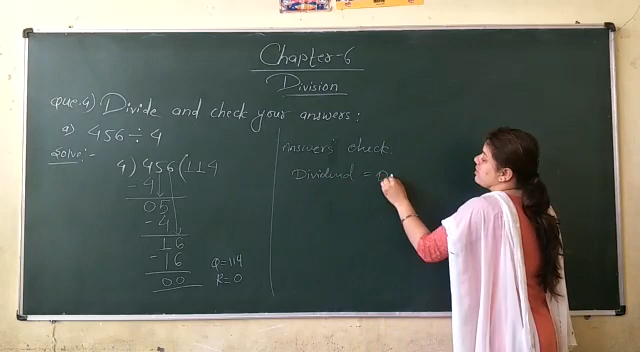 Chapter-6
Division
Que.4) Divide and check your answers:
a) 456 ÷ 4
Solve:-
4) 456 (114
- 4
05
- 4
16
- 16
00
Q = 114
R = 0
Answer's check.
Dividend =